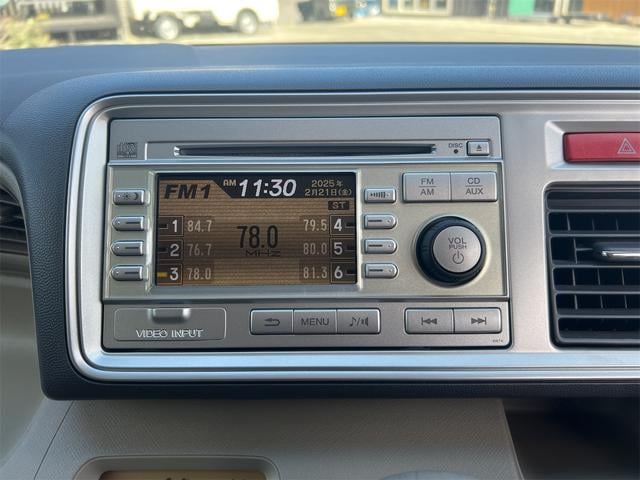 DISC
FM1 AM 11:30 2025年
2月21日(金)
ST
1 84.7 79.5 4
78.0
MHz
2 76.7 80.0 5
3 78.0 81.3 6
FM
AM
CD
AUX
VOL
PUSH
VIDEO INPUT
MENU